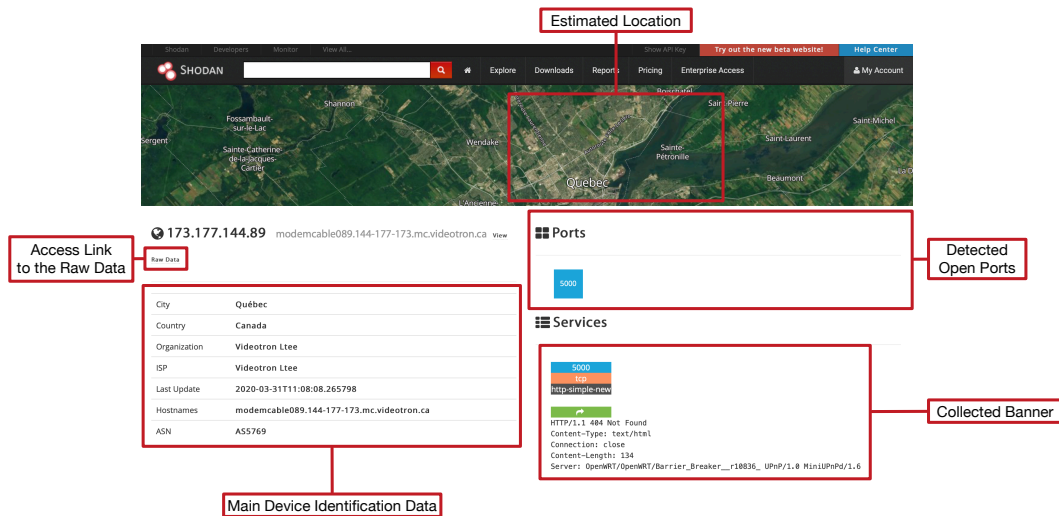 Estimated Location
Shodan Developers Monitor View All... Show API Key Try out the new beta website! Help Center
SHODAN Explore Downloads Reports Pricing Enterprise Access My Account
Shannon
Fossambault-
sur-le-Lac
Sergent
Sainte-Catherine-
de-la-Jacques-
Cartier
Wendake
L'Ancienne
Québec
Boischatel
Saint-Pierre
Sainte-
Pétronille
Saint-Laurent
Beaumont
Saint-Michel
173.177.144.89 modemcable089.144-177-173.mc.videotron.ca View
Raw Data
Access Link
to the Raw Data
City Québec
Country Canada
Organization Videotron Ltee
ISP Videotron Ltee
Last Update 2020-03-31T11:08:08.265798
Hostnames modemcable089.144-177-173.mc.videotron.ca
ASN AS5769
Main Device Identification Data
Ports
5000
Detected
Open Ports
Services
5000
tcp
http-simple-new
HTTP/1.1 404 Not Found
Content-Type: text/html
Connection: close
Content-Length: 134
Server: OpenWRT/OpenWRT/Barrier_Breaker__r10836_ UPnP/1.0 MiniUPnPd/1.6
Collected Banner